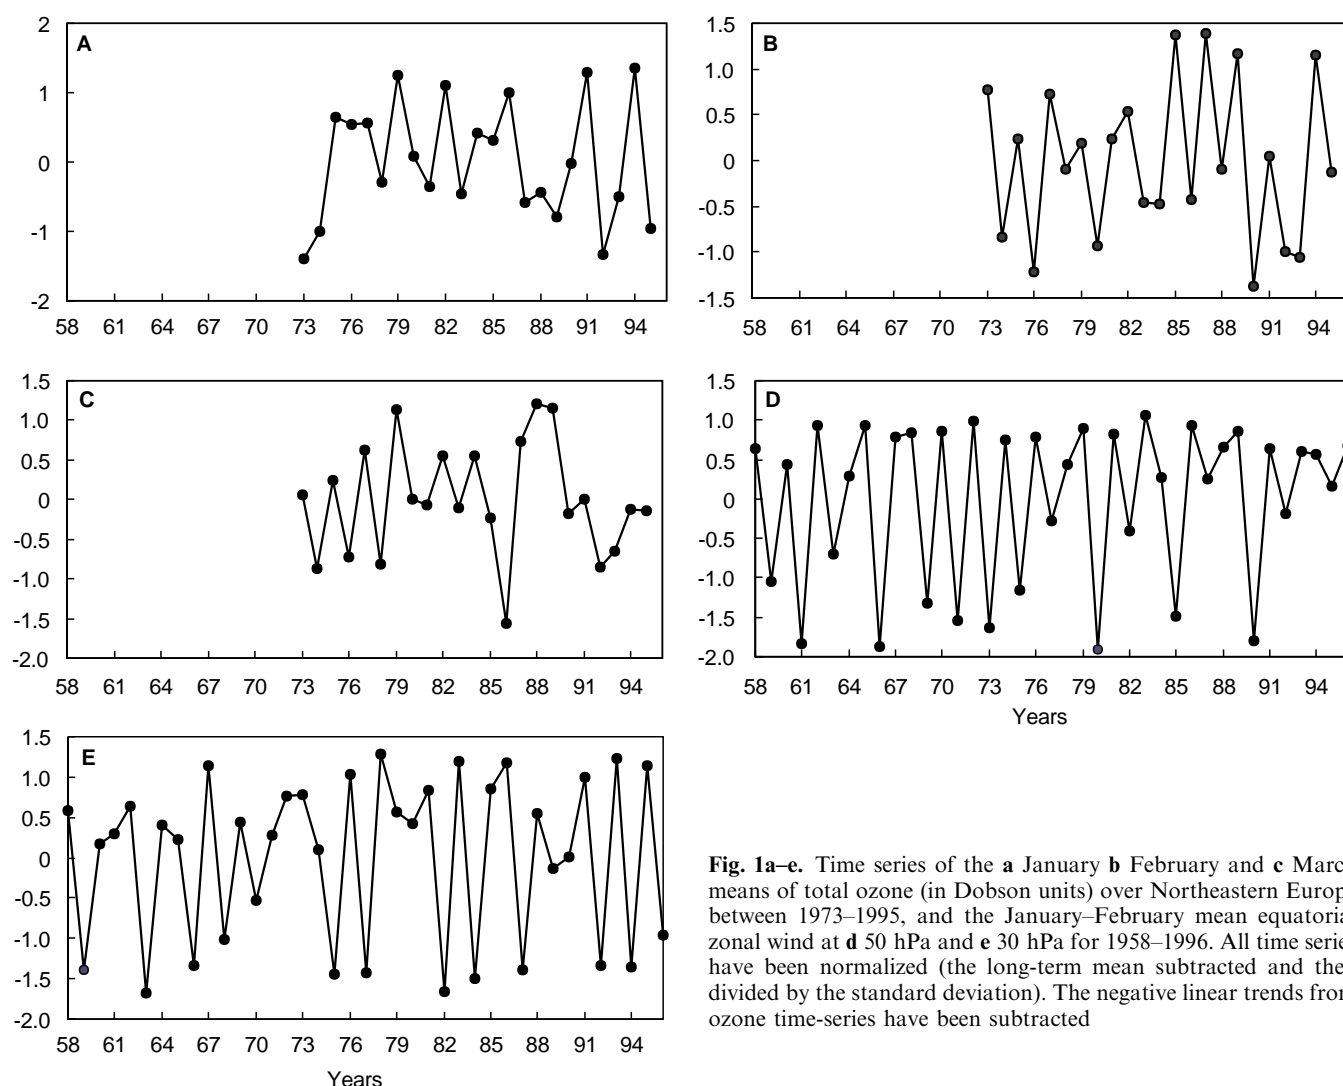 A
2
1
0
-1
-2
58 61 64 67 70 73 76 79 82 85 88 91 94
B
1.5
1.0
0.5
0
-0.5
-1.0
-1.5
58 61 64 67 70 73 76 79 82 85 88 91 94
C
1.5
1.0
0.5
0
-0.5
-1.0
-1.5
-2.0
58 61 64 67 70 73 76 79 82 85 88 91 94
D
1.5
1.0
0.5
0
-0.5
-1.0
-1.5
-2.0
58 61 64 67 70 73 76 79 82 85 88 91 94
Years
E
1.5
1.0
0.5
0
-0.5
-1.0
-1.5
-2.0
58 61 64 67 70 73 76 79 82 85 88 91 94
Years
Fig. 1a–e. Time series of the a January b February and c Marc
means of total ozone (in Dobson units) over Northeastern Europ
between 1973–1995, and the January–February mean equatoria
zonal wind at d 50 hPa and e 30 hPa for 1958–1996. All time serie
have been normalized (the long-term mean subtracted and the
divided by the standard deviation). The negative linear trends from
ozone time-series have been subtracted